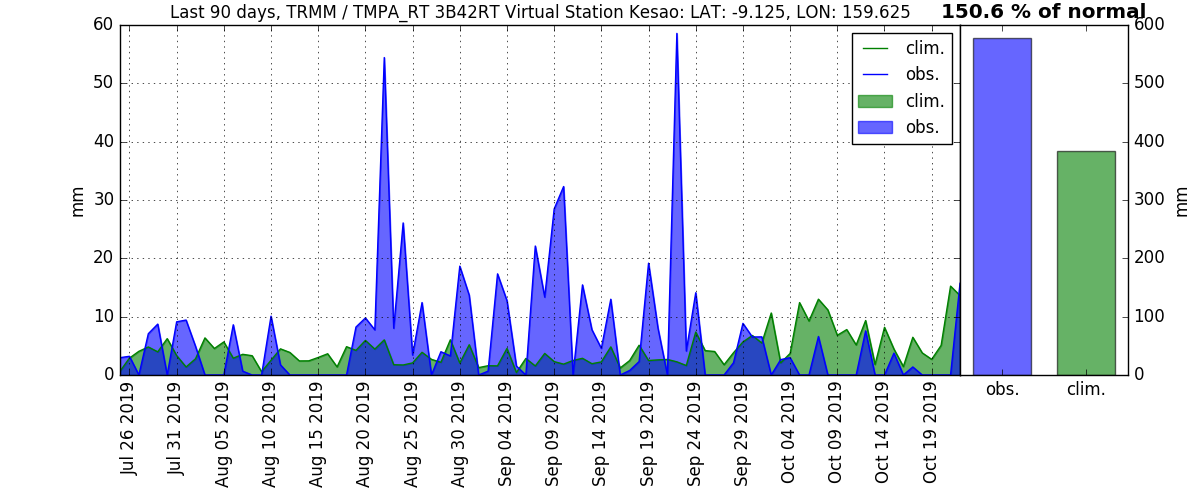 Last 90 days, TRMM / TMPA_RT 3B42RT Virtual Station Kesao: LAT: -9.125, LON: 159.625
150.6 % of normal
60
50
40
30
20
10
0
mm
clim.
obs.
clim.
obs.
600
500
400
300
200
100
0
mm
obs.
clim.
Jul 26 2019
Jul 31 2019
Aug 05 2019
Aug 10 2019
Aug 15 2019
Aug 20 2019
Aug 25 2019
Aug 30 2019
Sep 04 2019
Sep 09 2019
Sep 14 2019
Sep 19 2019
Sep 24 2019
Sep 29 2019
Oct 04 2019
Oct 09 2019
Oct 14 2019
Oct 19 2019